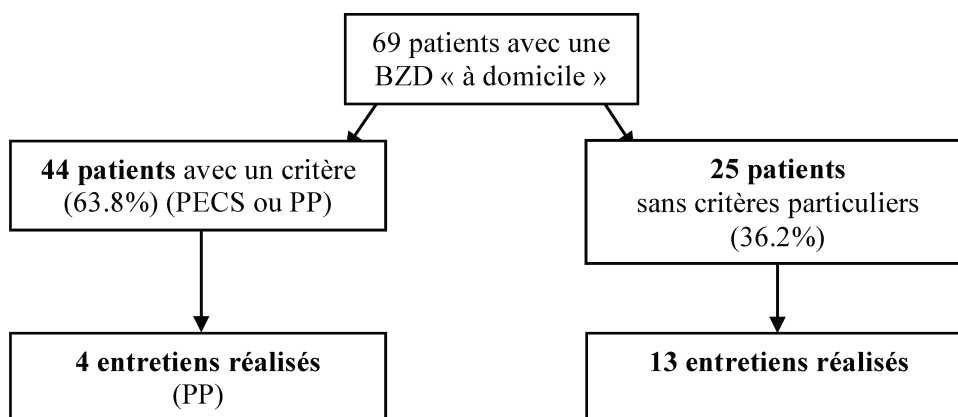 69 patients avec une
BZD « à domicile »
44 patients avec un critère
(63.8%) (PECS ou PP)
25 patients
sans critères particuliers
(36.2%)
4 entretiens réalisés
(PP)
13 entretiens réalisés